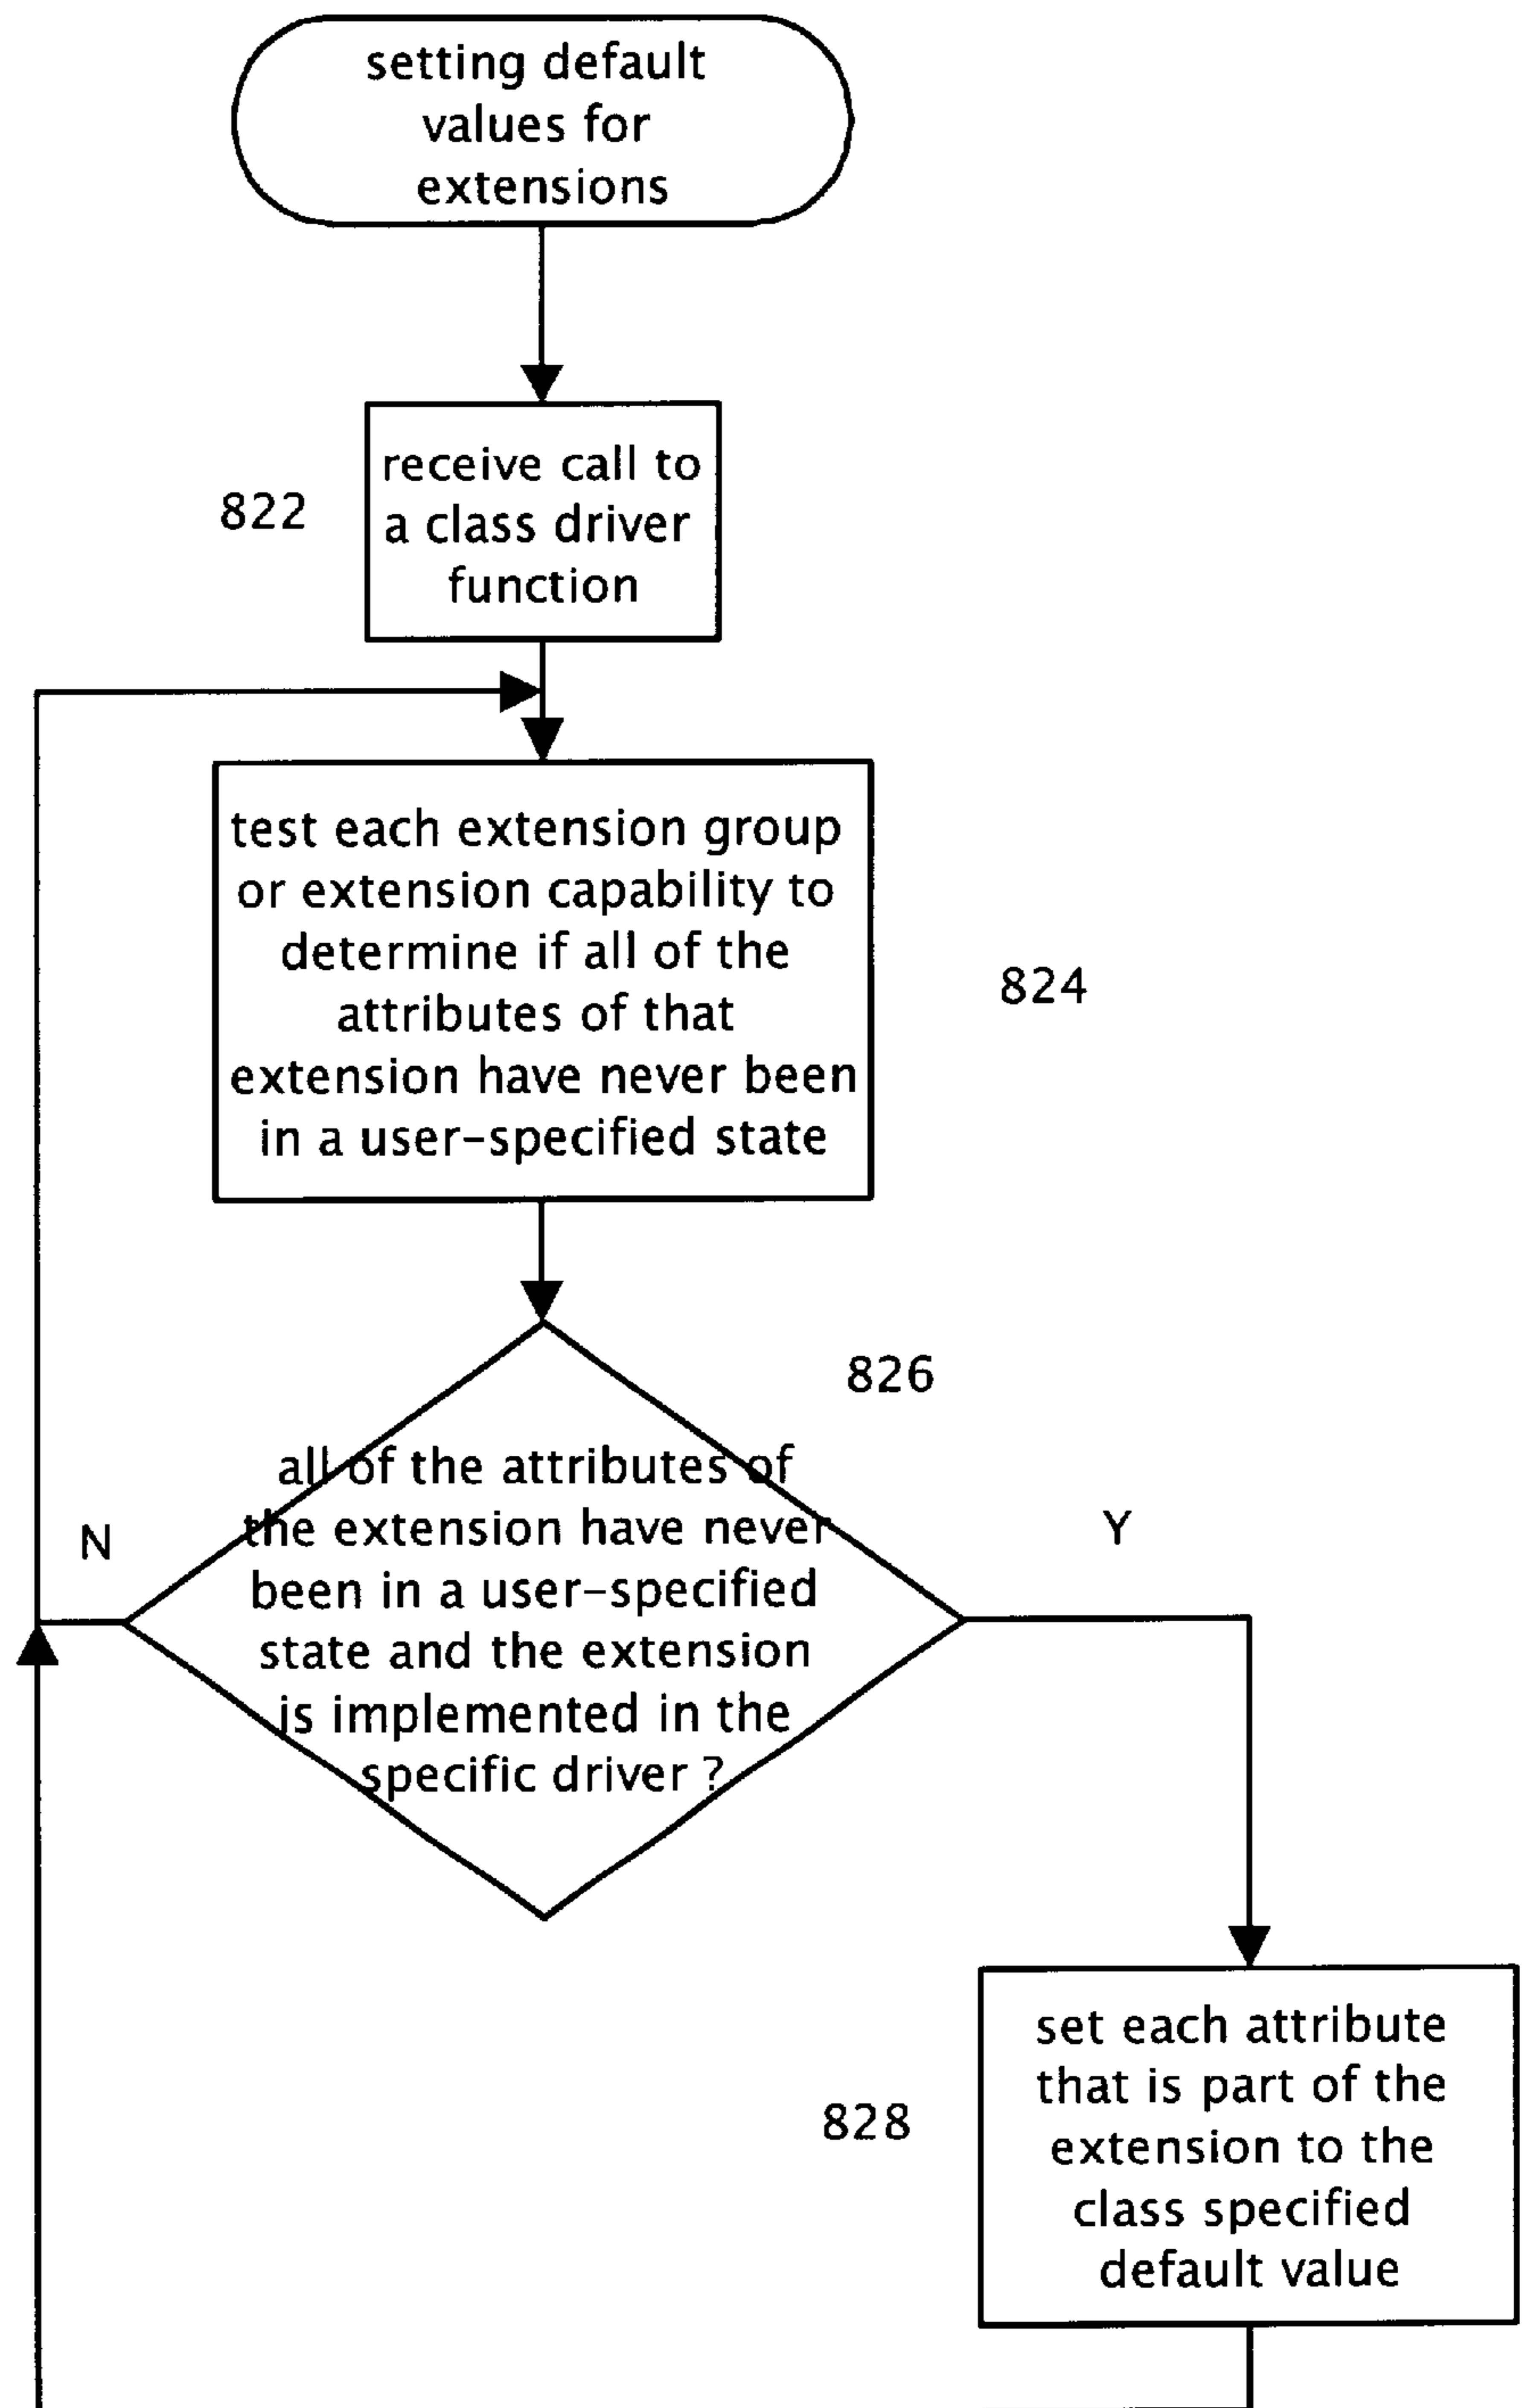 setting default
values for
extensions
receive call to
a class driver
function
822
test each extension group
or extension capability to
determine if all of the
attributes of that
extension have never been
in a user-specified state
824
826
all of the attributes of
the extension have never
been in a user-specified
state and the extension
is implemented in the
specific driver ?
N
Y
set each attribute
that is part of the
extension to the
class specified
default value
828